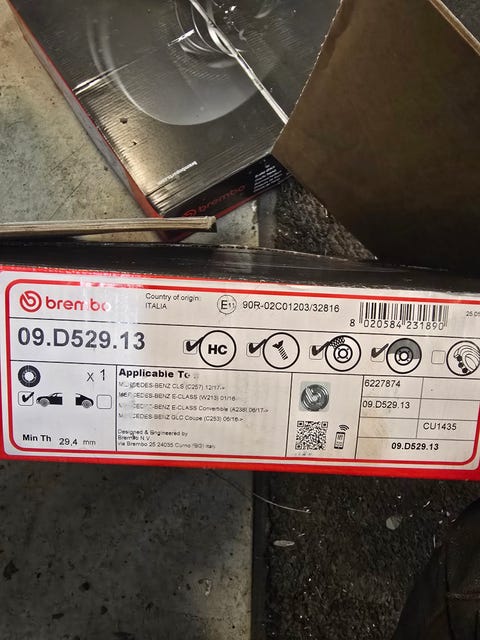 brembo
brembo
Country of origin:
ITALIA
E11 90R-02C01203/32816
8 020584 231890
09.D529.13
HC
x 1
Applicable To
MERCEDES-BENZ CLS (C257) 12/17->
MERCEDES-BENZ E-CLASS (W213) 01/16->
MERCEDES-BENZ E-CLASS Convertible (A238) 06/17->
MERCEDES-BENZ GLC Coupe (C253) 06/16->
Designed & Engineered by
Brembo N.V.
Via Brembo 25 24035 Curno (BG) Italy
Min Th 29,4 mm
6227874
09.D529.13
CU1435
09.D529.13